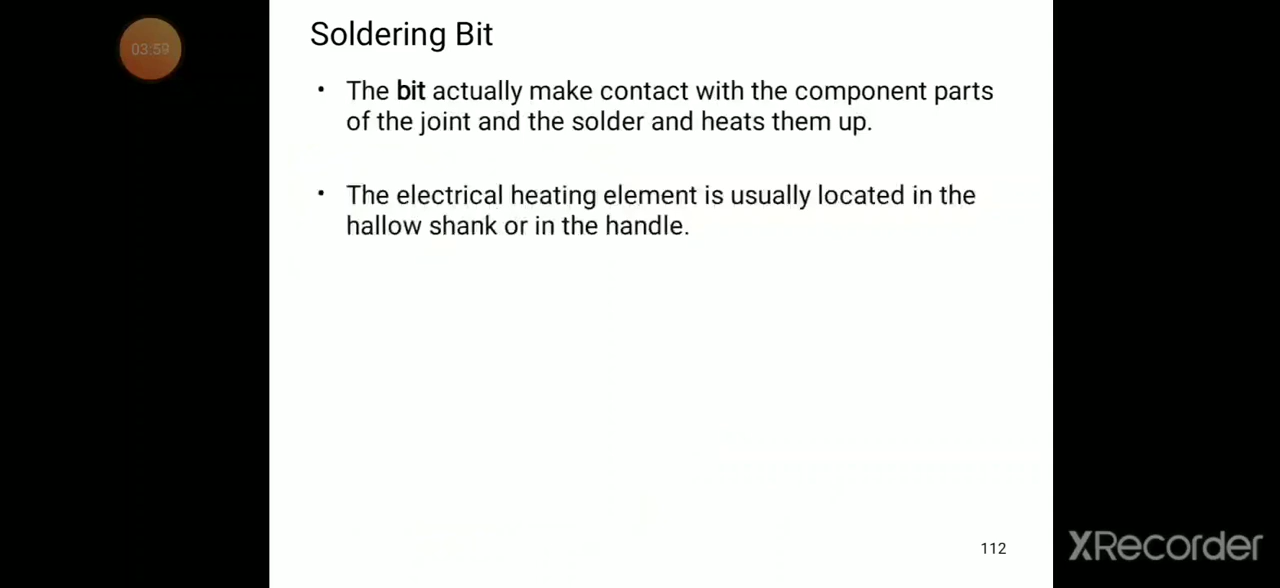 03:59
Soldering Bit
• The bit actually make contact with the component parts
of the joint and the solder and heats them up.
• The electrical heating element is usually located in the
hallow shank or in the handle.
112
XRecorder